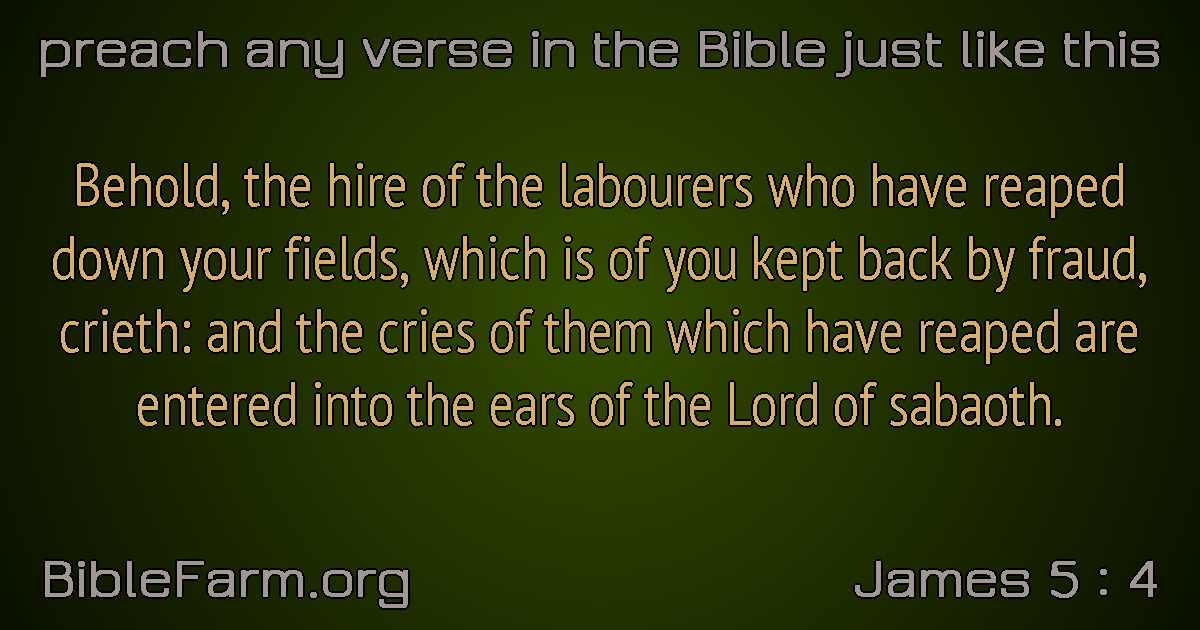 preach any verse in the Bible just like this
Behold, the hire of the labourers who have reaped
down your fields, which is of you kept back by fraud,
crieth: and the cries of them which have reaped are
entered into the ears of the Lord of sabaoth.
BibleFarm.org
James 5 : 4